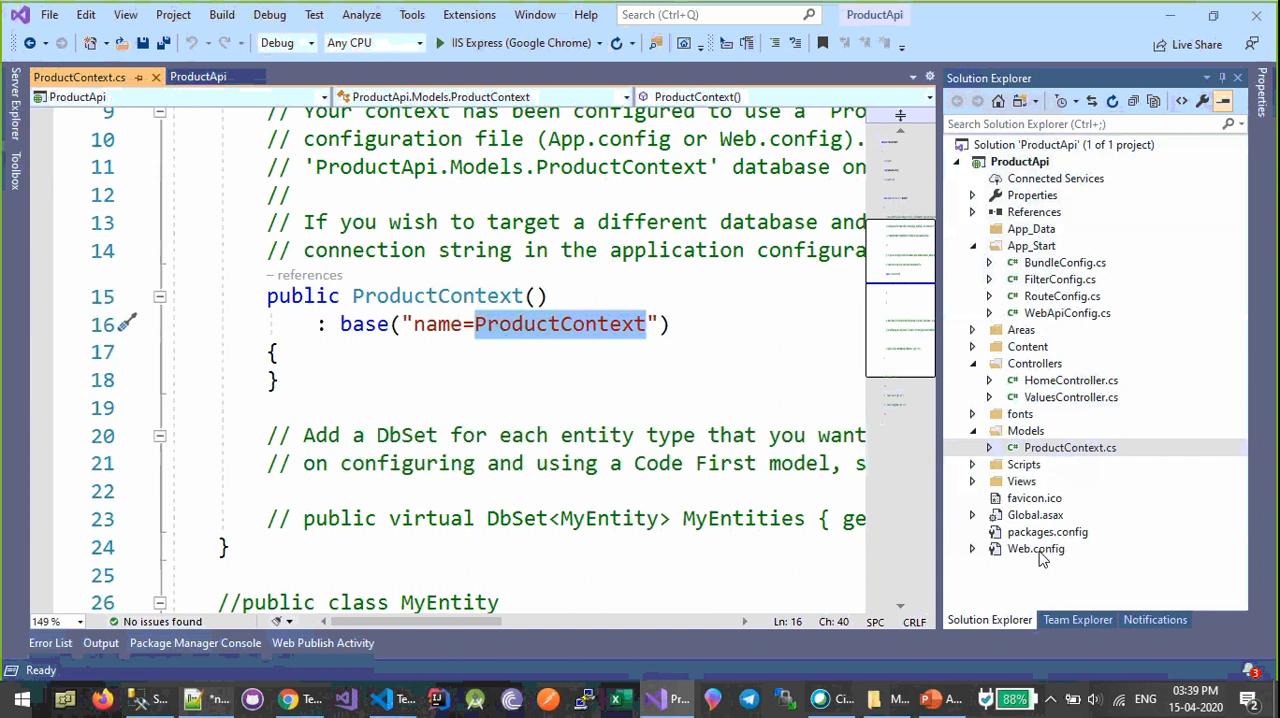 File Edit View Project Build Debug Test Analyze Tools Extensions Window Help Search (Ctrl+Q) ProductApi
Debug Any CPU IIS Express (Google Chrome) Live Share
Server Explorer
Toolbox
ProductContext.cs ProductApi
ProductApi ProductApi.Models.ProductContext ProductContext()
9 // Your context has been configured to use a 'Pro
10 // configuration file (App.config or Web.config).
11 // 'ProductApi.Models.ProductContext' database on
12 //
13 // If you wish to target a different database and
14 // connection string in the application configura
– references
15 public ProductContext()
16 : base("name=ProductContext")
17 {
18 }
19
20 // Add a DbSet for each entity type that you want
21 // on configuring and using a Code First model, s
22
23 // public virtual DbSet<MyEntity> MyEntities { ge
24 }
25
26 //public class MyEntity
149 % No issues found Ln: 16 Ch: 40 SPC CRLF
Error List Output Package Manager Console Web Publish Activity
Solution Explorer
Search Solution Explorer (Ctrl+;)
Solution 'ProductApi' (1 of 1 project)
ProductApi
Connected Services
Properties
References
App_Data
App_Start
C# BundleConfig.cs
C# FilterConfig.cs
C# RouteConfig.cs
C# WebApiConfig.cs
Areas
Content
Controllers
C# HomeController.cs
C# ValuesController.cs
fonts
Models
C# ProductContext.cs
Scripts
Views
favicon.ico
Global.asax
packages.config
Web.config
Solution Explorer Team Explorer Notifications
Properties
Ready 3
S... *n... Te... Te... Pr... Ci... M... A... 88% ENG 03:39 PM
15-04-2020 2